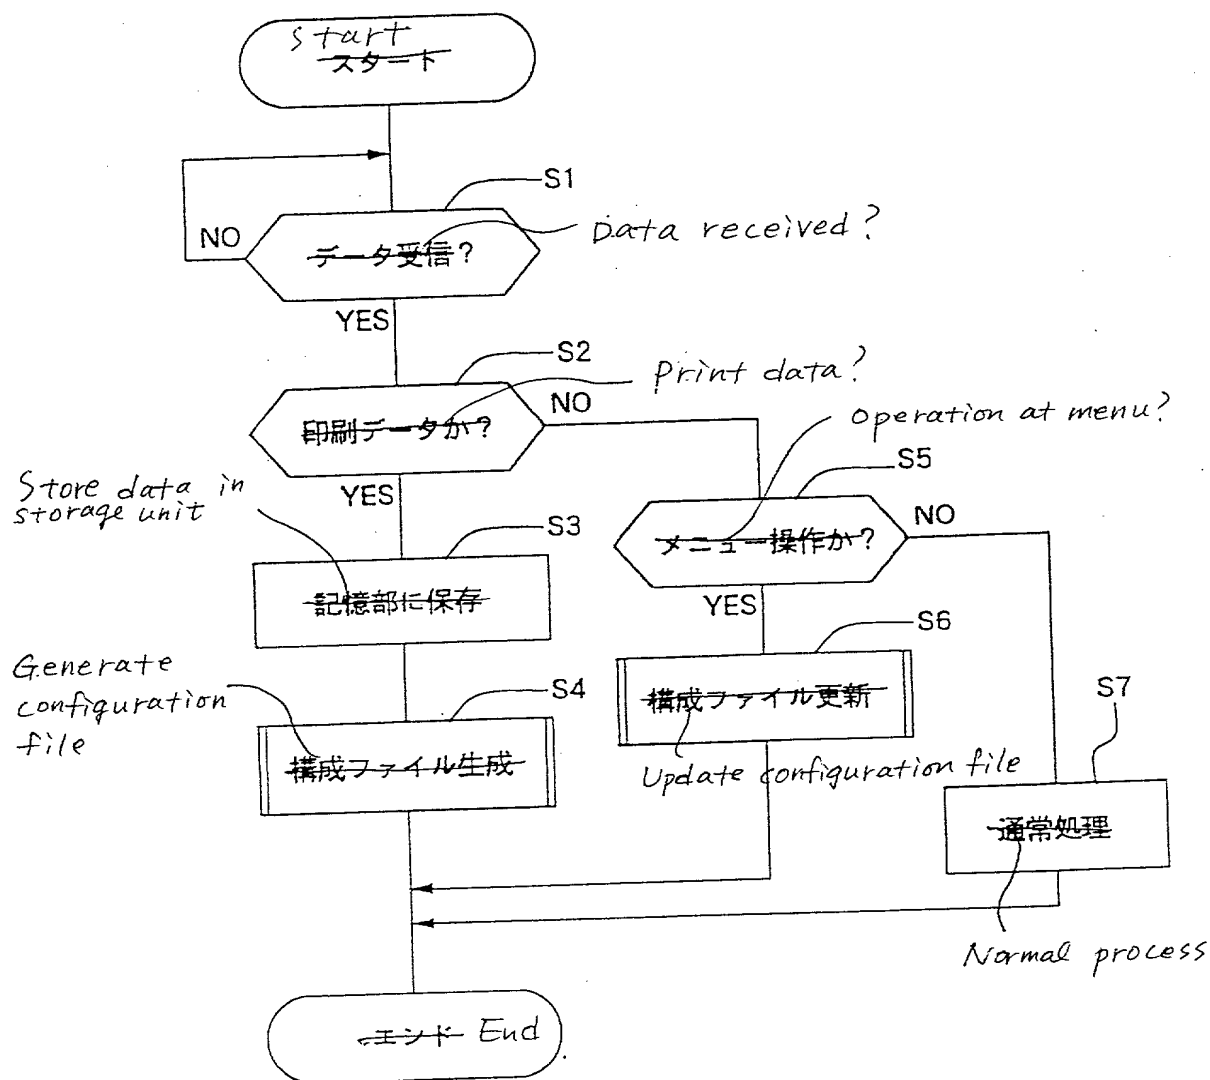 Start
スタート
S1
NO
データ受信?
Data received?
YES
S2
Print data?
印刷データか?
NO
Operation at menu?
S5
Store data in
storage unit
YES
S3
メニュー操作か?
NO
記憶部に保存
YES
S6
Generate
configuration
file
S4
構成ファイル更新
S7
構成ファイル生成
Update configuration file
通常処理
Normal process
エンド End